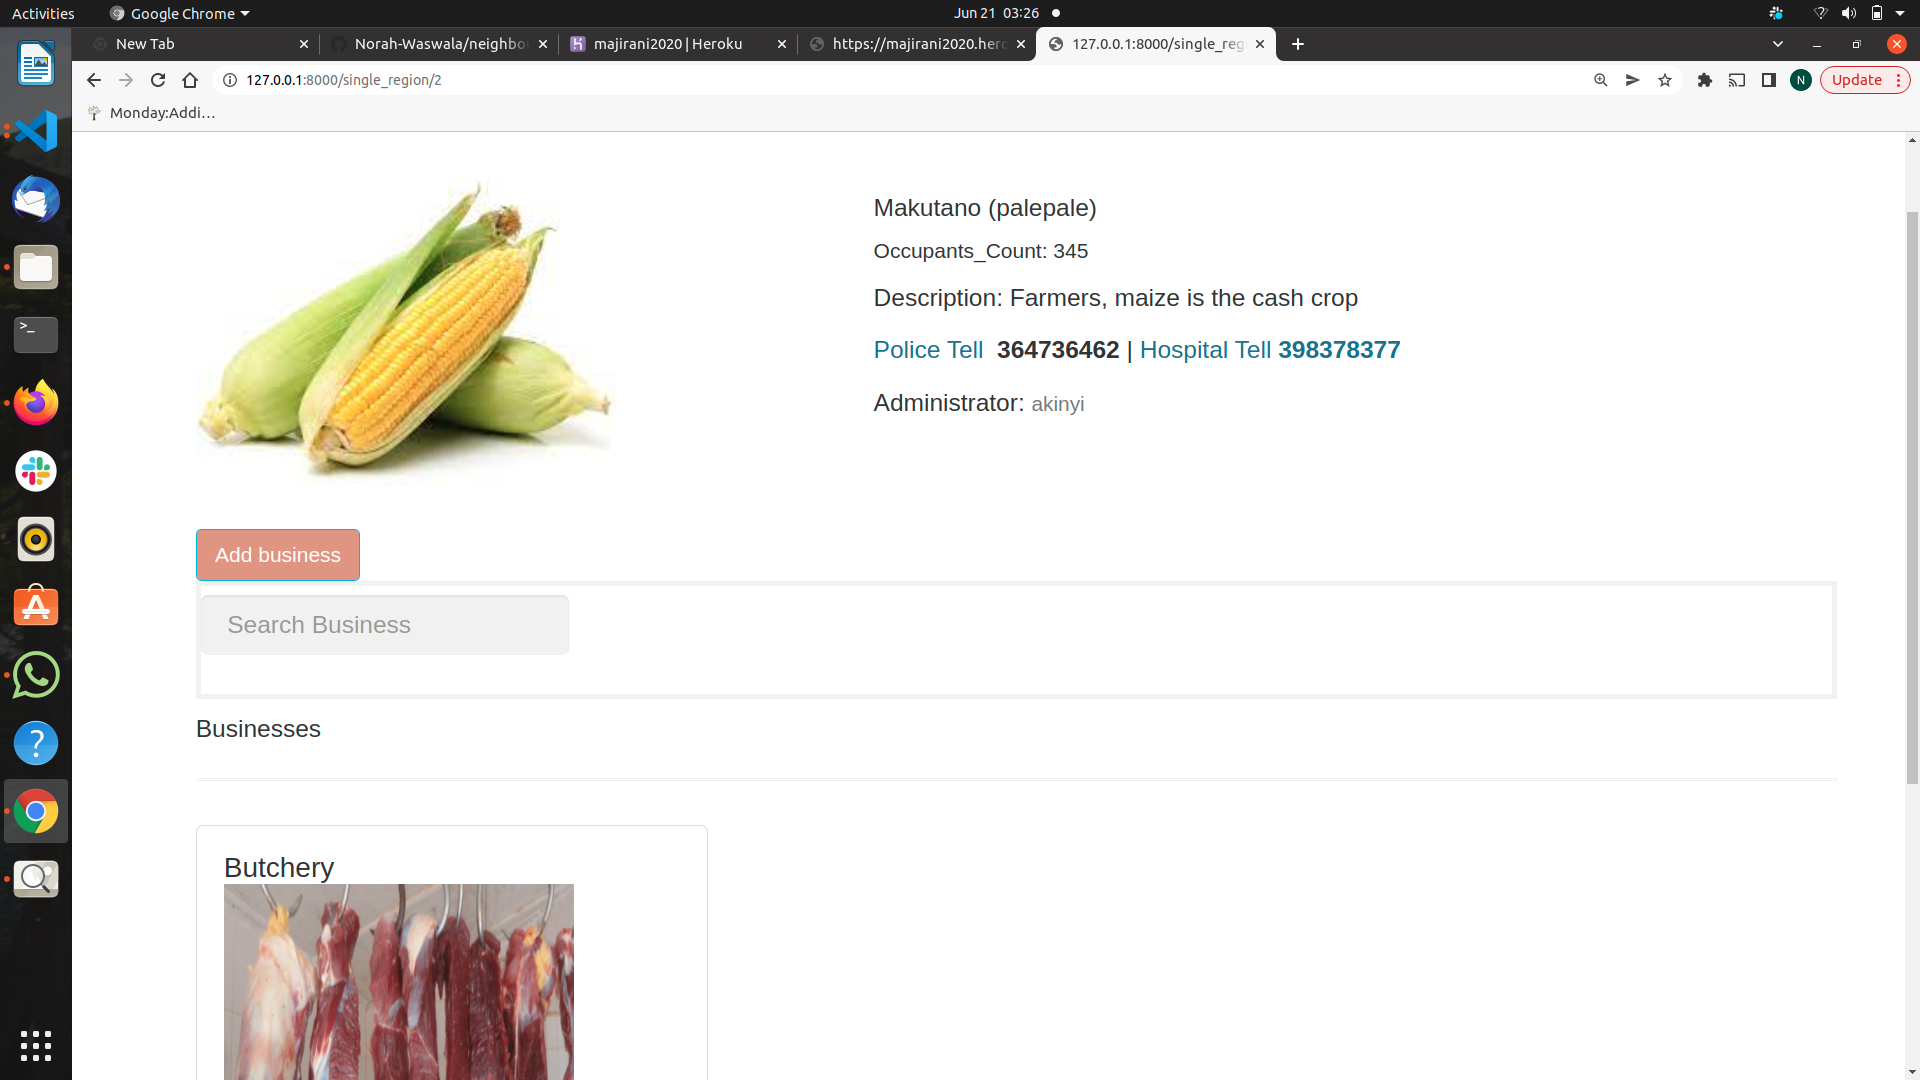 Activities
Google Chrome
Jun 21 03:26
New Tab
Norah-Waswala/neighbo
majirani2020 | Heroku
https://majirani2020.hero
127.0.0.1:8000/single_reg
127.0.0.1:8000/single_region/2
N
Update
Monday:Addi…
Makutano (palepale)
Occupants_Count: 345
Description: Farmers, maize is the cash crop
Police Tell 364736462 | Hospital Tell 398378377
Administrator: akinyi
Add business
Search Business
Businesses
Butchery